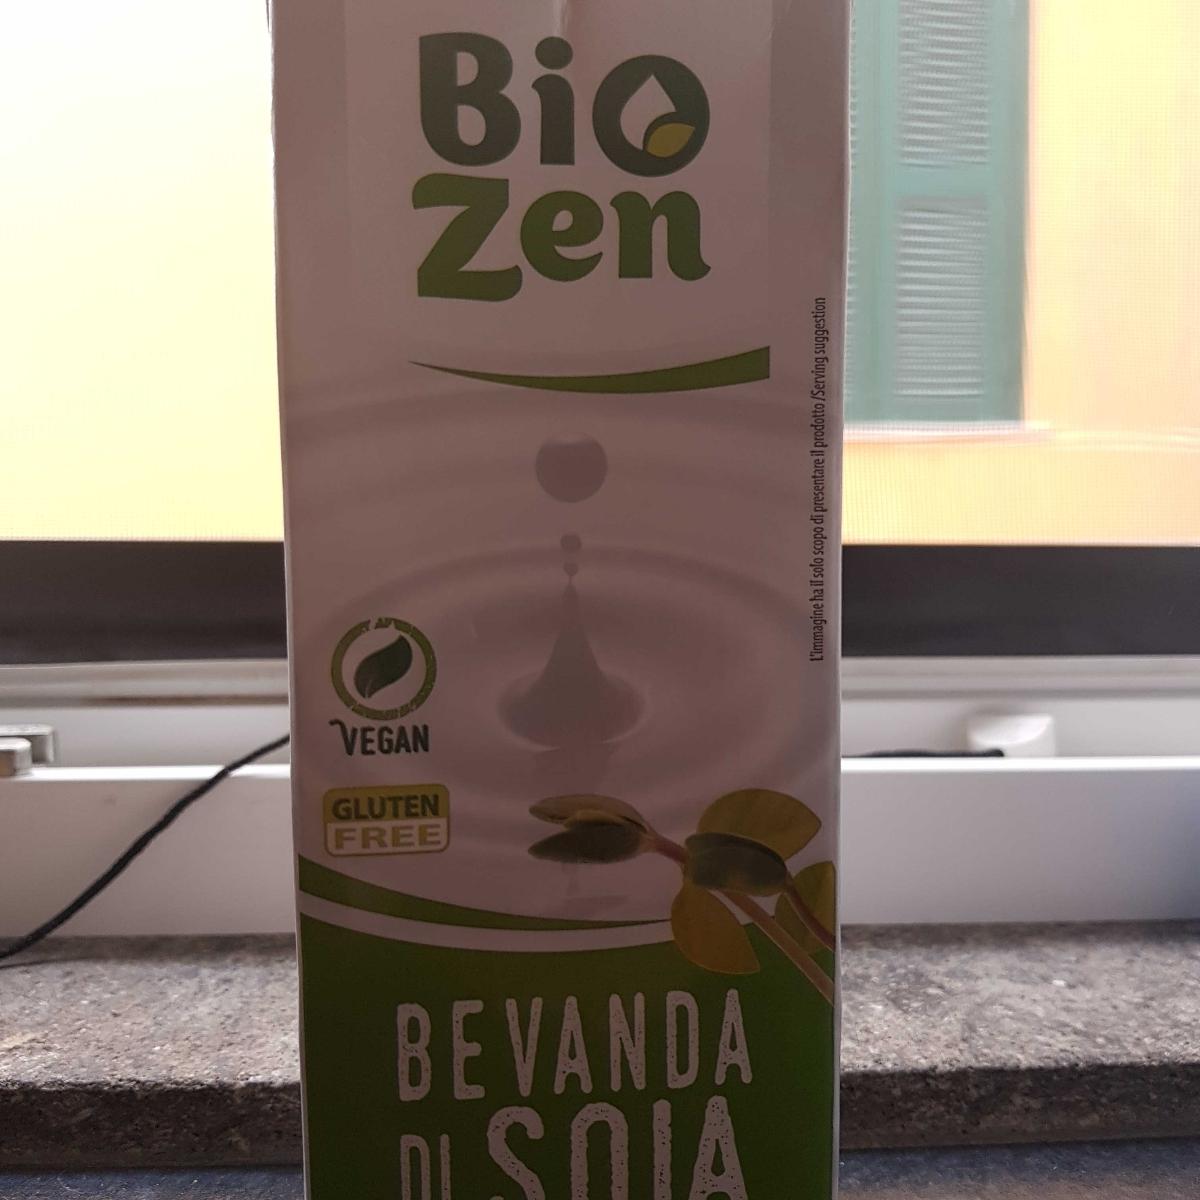 Bio
Zen
L'immagine ha il solo scopo di presentare il prodotto /Serving suggestion
VEGAN
GLUTEN
FREE
BEVANDA
DI SOIA